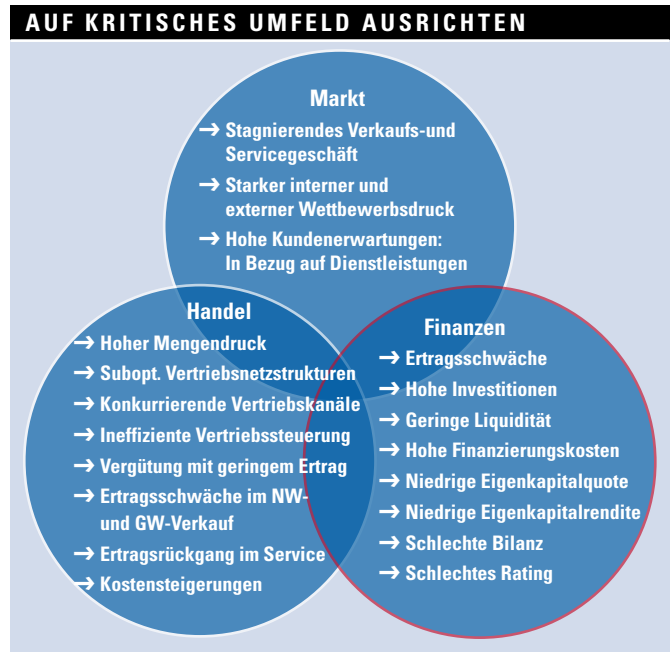 AUF KRITISCHES UMFELD AUSRICHTEN
Markt
→ Stagnierendes Verkaufs-und
Servicegeschäft
→ Starker interner und
externer Wettbewerbsdruck
→ Hohe Kundenerwartungen:
In Bezug auf Dienstleistungen
Handel
→ Hoher Mengendruck
→ Subopt. Vertriebsnetzstrukturen
→ Konkurrierende Vertriebskanäle
→ Ineffiziente Vertriebssteuerung
→ Vergütung mit geringem Ertrag
→ Ertragsschwäche im NW-
und GW-Verkauf
→ Ertragsrückgang im Service
→ Kostensteigerungen
Finanzen
→ Ertragsschwäche
→ Hohe Investitionen
→ Geringe Liquidität
→ Hohe Finanzierungskosten
→ Niedrige Eigenkapitalquote
→ Niedrige Eigenkapitalrendite
→ Schlechte Bilanz
→ Schlechtes Rating